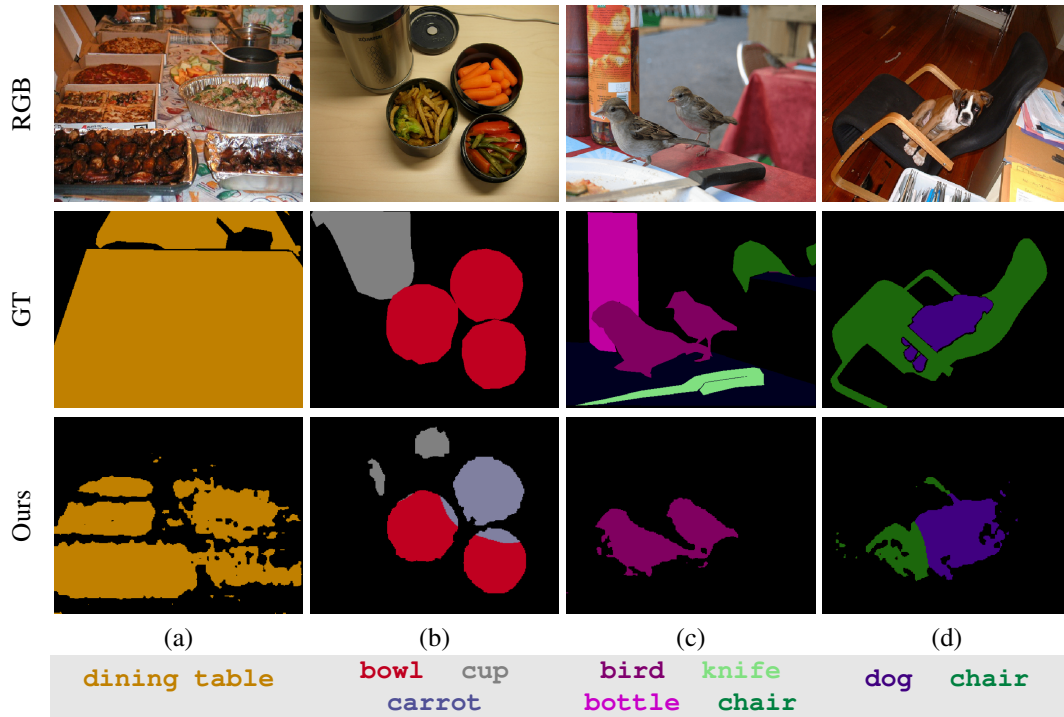 RGB
GT
Ours
(a) (b) (c) (d)
dining table
bowl cup
carrot
bird knife
bottle chair
dog chair